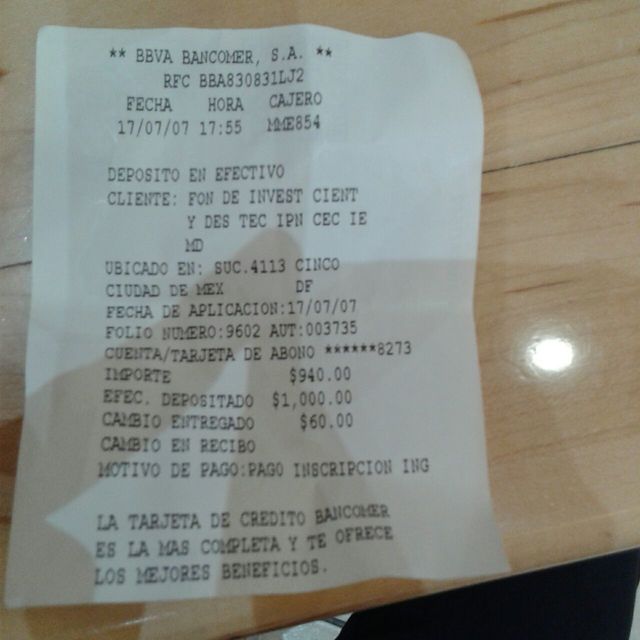 ** BBVA BANCOMER, S.A. **
RFC BBA830831LJ2
FECHA HORA CAJERO
17/07/07 17:55 MME854
DEPOSITO EN EFECTIVO
CLIENTE: FON DE INVEST CIENT
Y DES TEC IPN CEC IE
MD
UBICADO EN: SUC.4113 CINCO
CIUDAD DE MEX DF
FECHA DE APLICACION:17/07/07
FOLIO NUMERO:9602 AUT:003735
CUENTA/TARJETA DE ABONO ******8273
IMPORTE $940.00
EFEC. DEPOSITADO $1,000.00
CAMBIO ENTREGADO $60.00
CAMBIO EN RECIBO
MOTIVO DE PAGO:PAGO INSCRIPCION ING
LA TARJETA DE CREDITO BANCOMER
ES LA MAS COMPLETA Y TE OFRECE
LOS MEJORES BENEFICIOS.